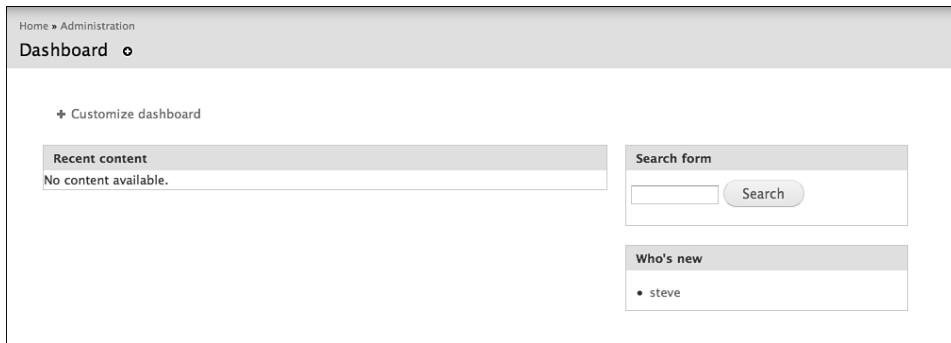 Home » Administration
Dashboard
Customize dashboard
Recent content
No content available.
Search form
Search
Who's new
• steve